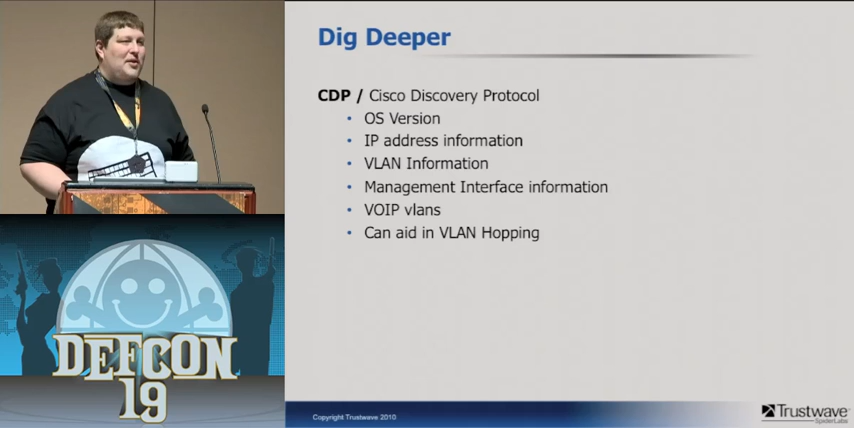 Dig Deeper
CDP / Cisco Discovery Protocol
• OS Version
• IP address information
• VLAN Information
• Management Interface information
• VOIP vlans
• Can aid in VLAN Hopping
DEFCON
19
Copyright Trustwave 2010
Trustwave
SpiderLabs